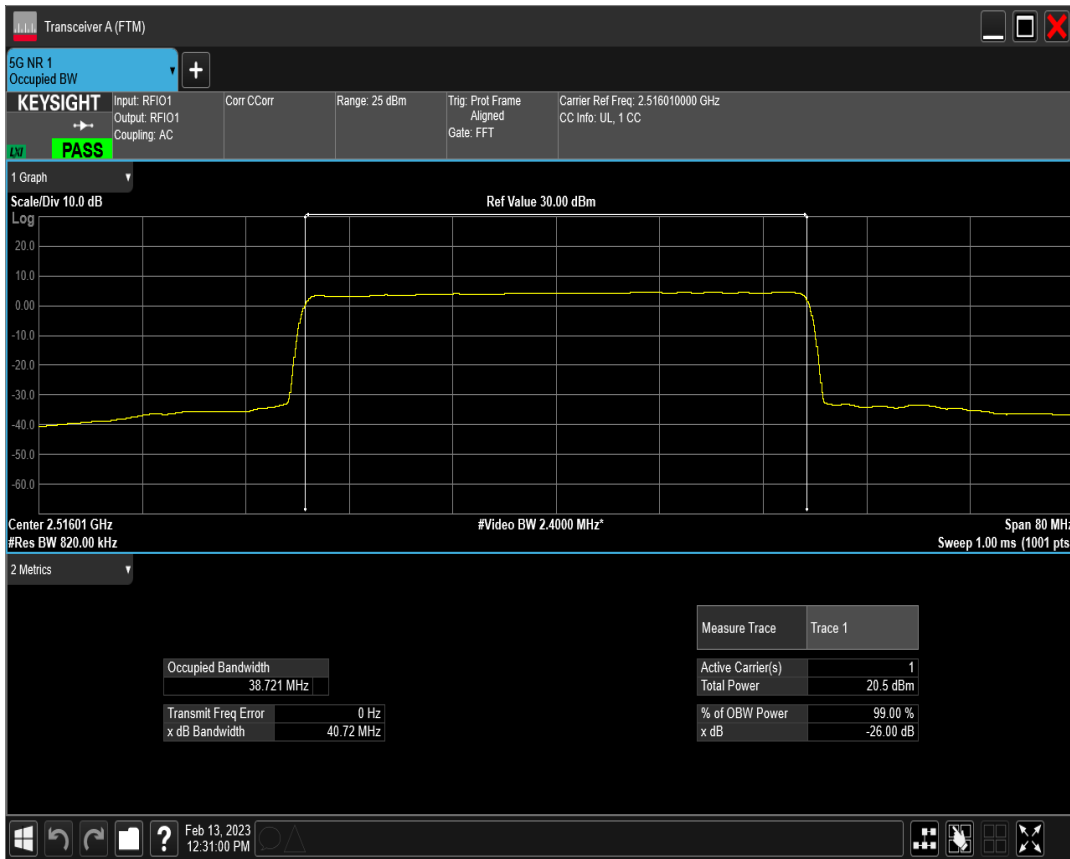 Transceiver A (FTM)
5G NR 1
Occupied BW
+
KEYSIGHT
LXI
PASS
Input: RFIO1
Output: RFIO1
Coupling: AC
Corr CCorr
Range: 25 dBm
Trig: Prot Frame
Aligned
Gate: FFT
Carrier Ref Freq: 2.516010000 GHz
CC Info: UL, 1 CC
1 Graph
Scale/Div 10.0 dB
Ref Value 30.00 dBm
Log
20.0
10.0
0.00
-10.0
-20.0
-30.0
-40.0
-50.0
-60.0
Center 2.51601 GHz
#Video BW 2.4000 MHz*
Span 80 MHz
#Res BW 820.00 kHz
Sweep 1.00 ms (1001 pts
2 Metrics
Measure Trace Trace 1
Occupied Bandwidth
38.721 MHz
Active Carrier(s) 1
Total Power 20.5 dBm
Transmit Freq Error 0 Hz
x dB Bandwidth 40.72 MHz
% of OBW Power 99.00 %
x dB -26.00 dB
?
Feb 13, 2023
12:31:00 PM